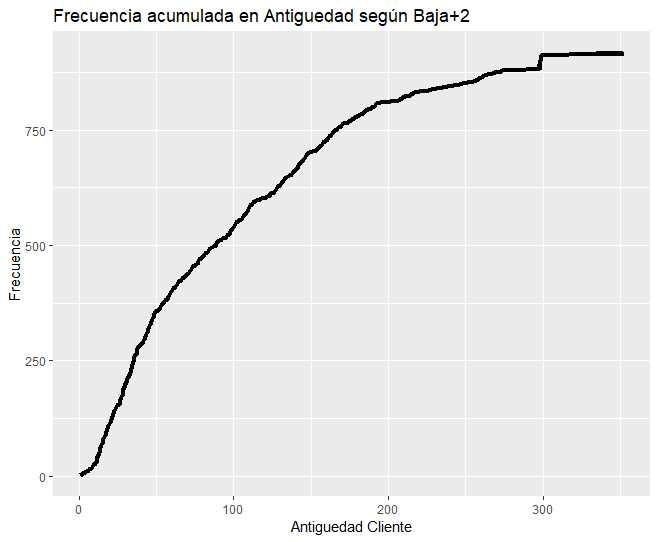 Frecuencia acumulada en Antiguedad según Baja+2
Frecuencia
750
500
250
0
0 100 200 300
Antiguedad Cliente